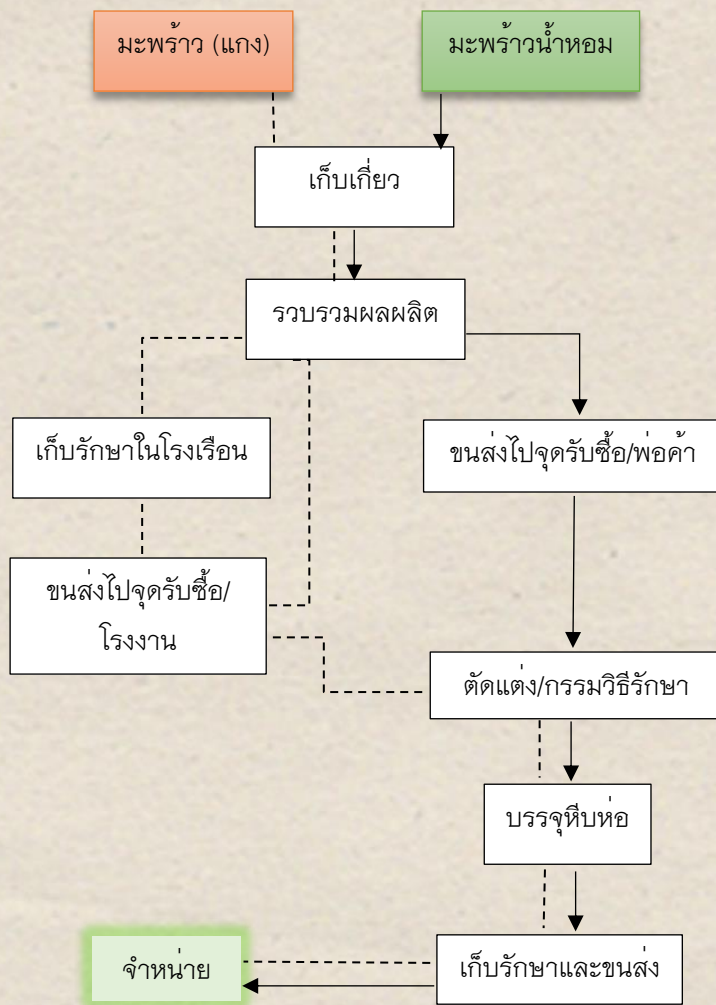 มะพร้าว (แกง)
มะพร้าวน้ำหอม
เก็บเกี่ยว
รวบรวมผลผลิต
เก็บรักษาในโรงเรือน
ขนส่งไปจุดรับซื้อ/พ่อค้า
ขนส่งไปจุดรับซื้อ/
โรงงาน
ตัดแต่ง/กรรมวิธีรักษา
บรรจุหีบห่อ
จำหน่าย
เก็บรักษาและขนส่ง